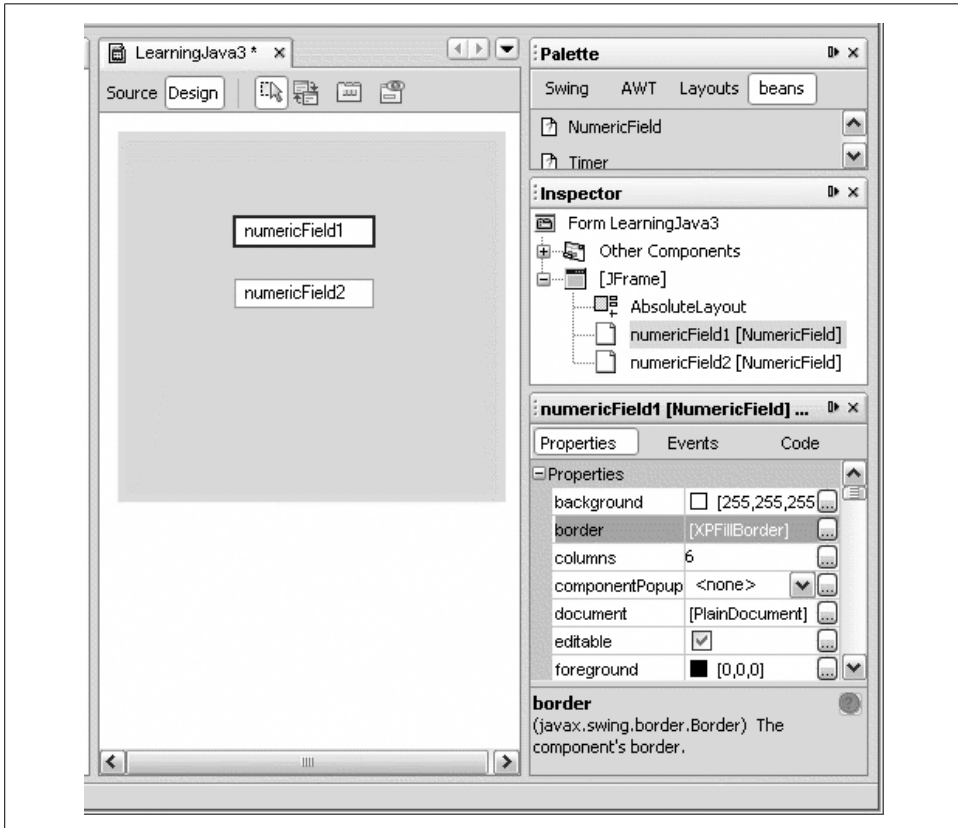 LearningJava3 *
Source Design
numericField1
numericField2
Palette
Swing AWT Layouts beans
NumericField
Timer
Inspector
Form LearningJava3
Other Components
[JFrame]
AbsoluteLayout
numericField1 [NumericField]
numericField2 [NumericField]
numericField1 [NumericField] ...
Properties Events Code
Properties
background [255,255,255 ...
border [XPFillBorder] ...
columns 6 ...
componentPopup <none> ...
document [PlainDocument] ...
editable ...
foreground [0,0,0] ...
border
(javax.swing.border.Border) The
component's border.